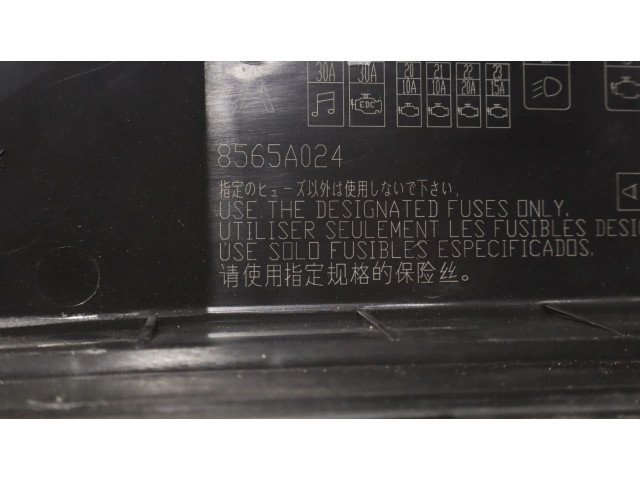 30A 30A 20 21 22 23
10A 10A 20A 15A
EDC
8565A024
指定のヒューズ以外は使用しないで下さい。
USE THE DESIGNATED FUSES ONLY.
UTILISER SEULEMENT LES FUSIBLES DESI
USE SOLO FUSIBLES ESPECIFICADOS.
请使用指定规格的保险丝。